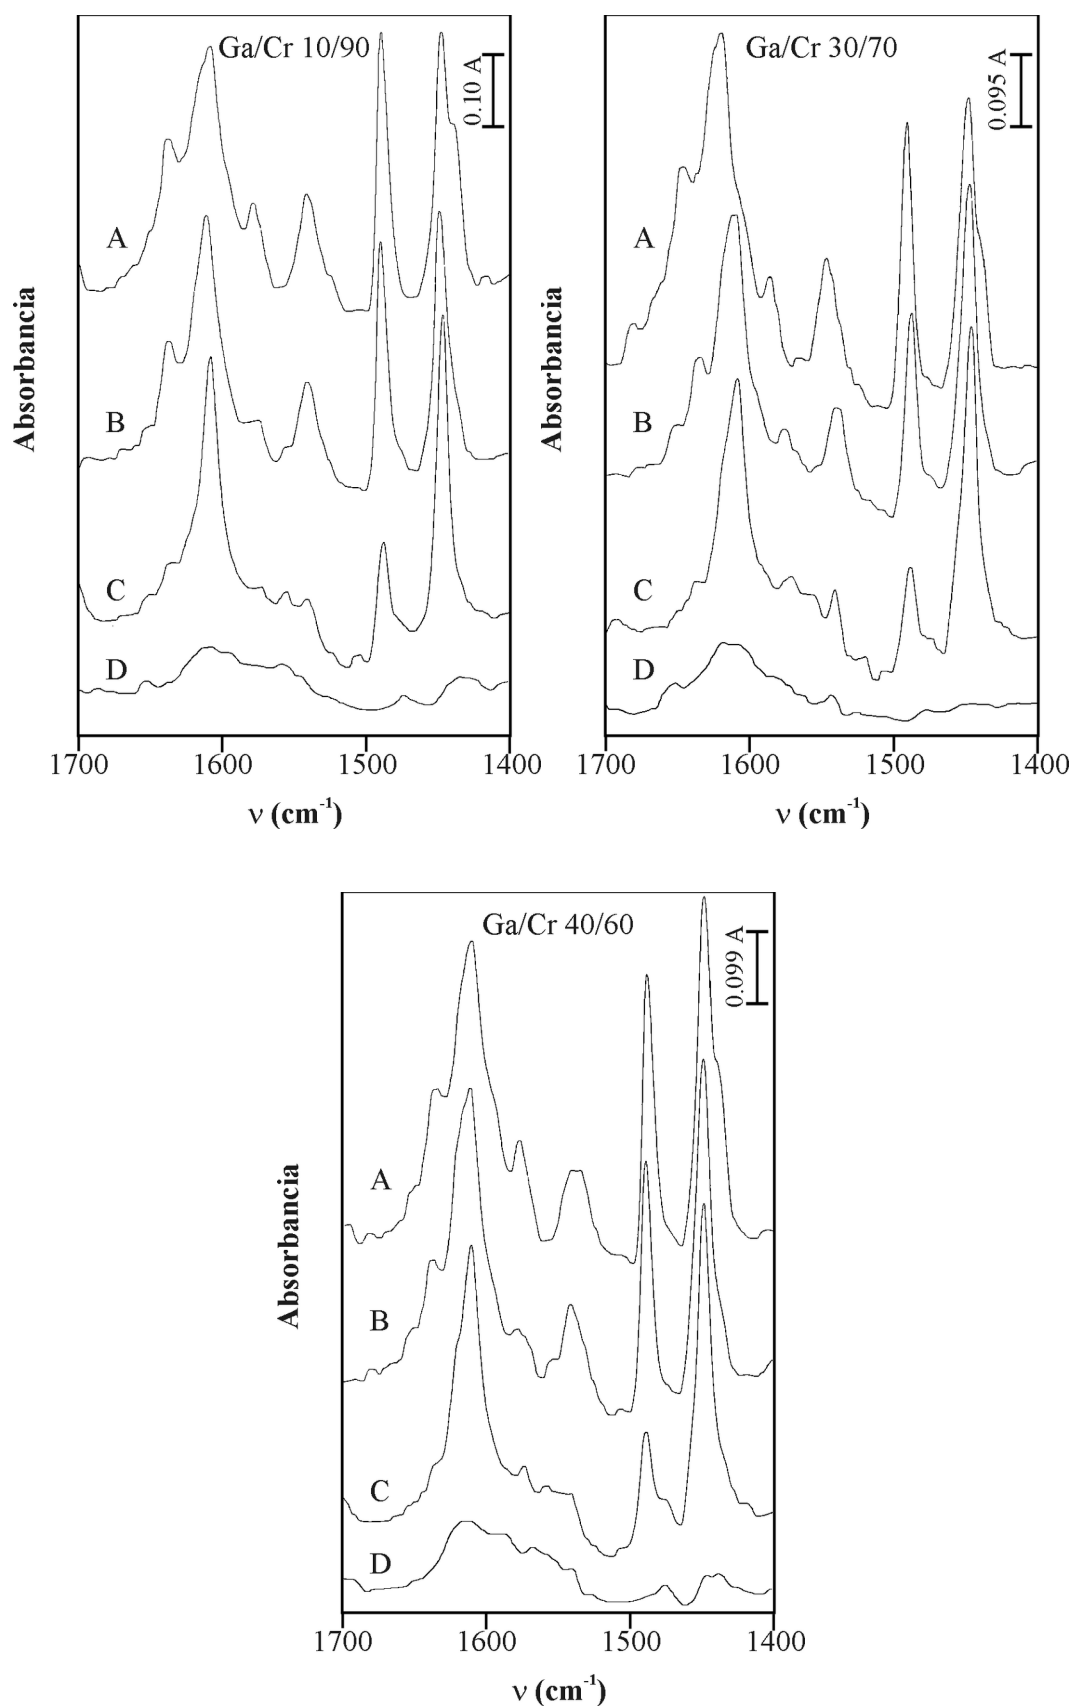 Ga/Cr 10/90
0.10 A
A
B
C
D
Absorbancia
1700 1600 1500 1400
ν (cm⁻¹)
Ga/Cr 30/70
0.095 A
A
B
C
D
Absorbancia
1700 1600 1500 1400
ν (cm⁻¹)
Ga/Cr 40/60
0.099 A
A
B
C
D
Absorbancia
1700 1600 1500 1400
ν (cm⁻¹)